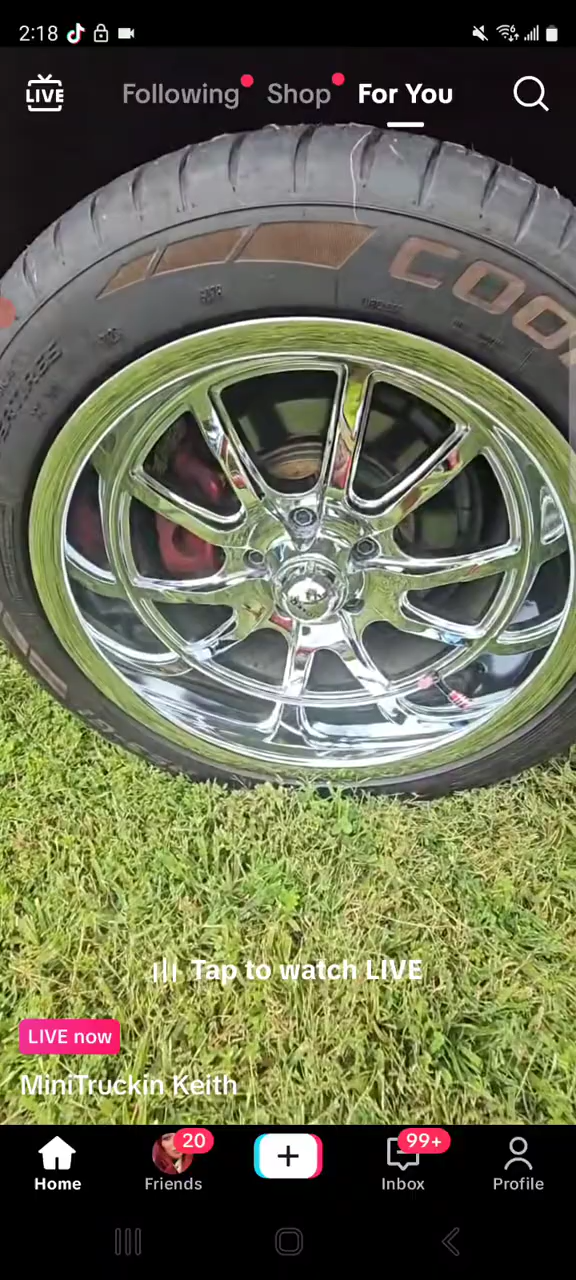 2:18
LIVE
Following
Shop
For You
COO
Tap to watch LIVE
LIVE now
MiniTruckin Keith
Home
20
Friends
99+
Inbox
Profile